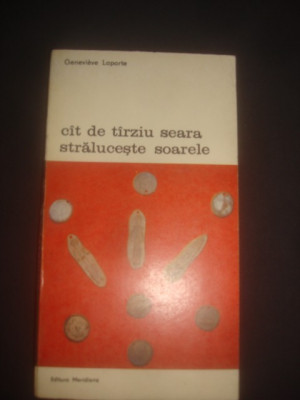 Geneviève Laporte
cît de tîrziu seara
strălucește soarele
Editura Meridiane